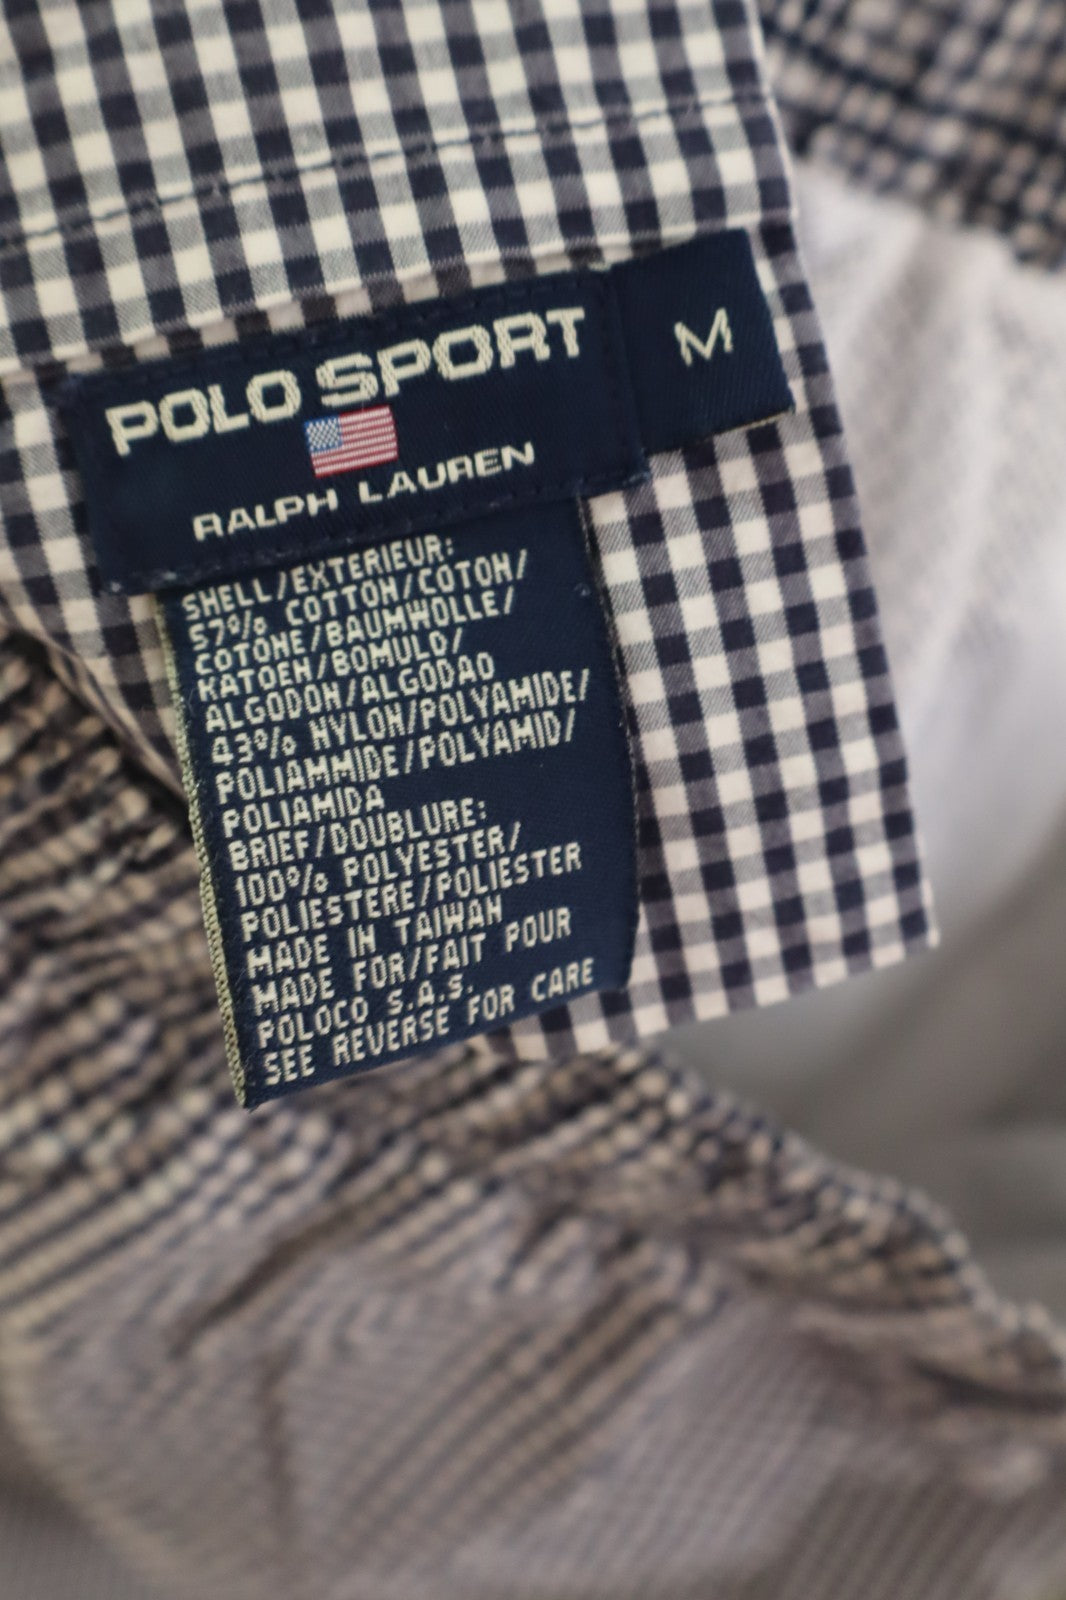 POLO SPORT
RALPH LAUREN
M
SHELL/EXTERIEUR:
57% COTTON/COTON/
COTONE/BAUMWOLLE/
KATOEN/BOMULD/
ALGODON/ALGODAO
43% NYLON/POLYAMIDE/
POLIAMMIDE/POLYAMID/
POLIAMIDA
BRIEF/DOUBLURE:
100% POLYESTER/
POLIESTERE/POLIESTER
MADE IN TAIWAN
MADE FOR/FAIT POUR
POLOCO S.A.S.
SEE REVERSE FOR CARE